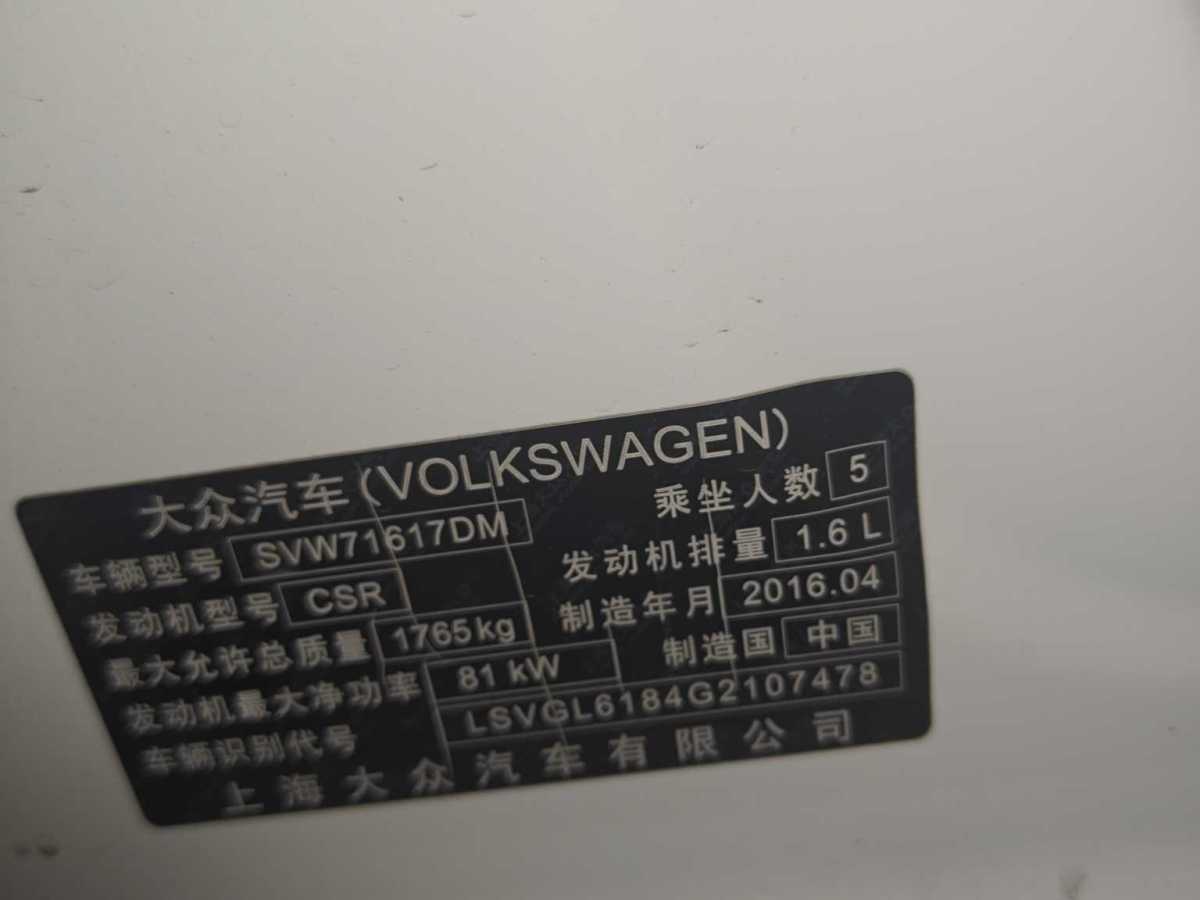 大众汽车(VOLKSWAGEN)
车辆型号 SVW71617DM 乘坐人数 5
发动机型号 CSR 发动机排量 1.6 L
最大允许总质量 1765kg 制造年月 2016.04
发动机最大净功率 81 kW 制造国 中国
车辆识别代号 LSVGL6184G2107478
上海大众汽车有限公司